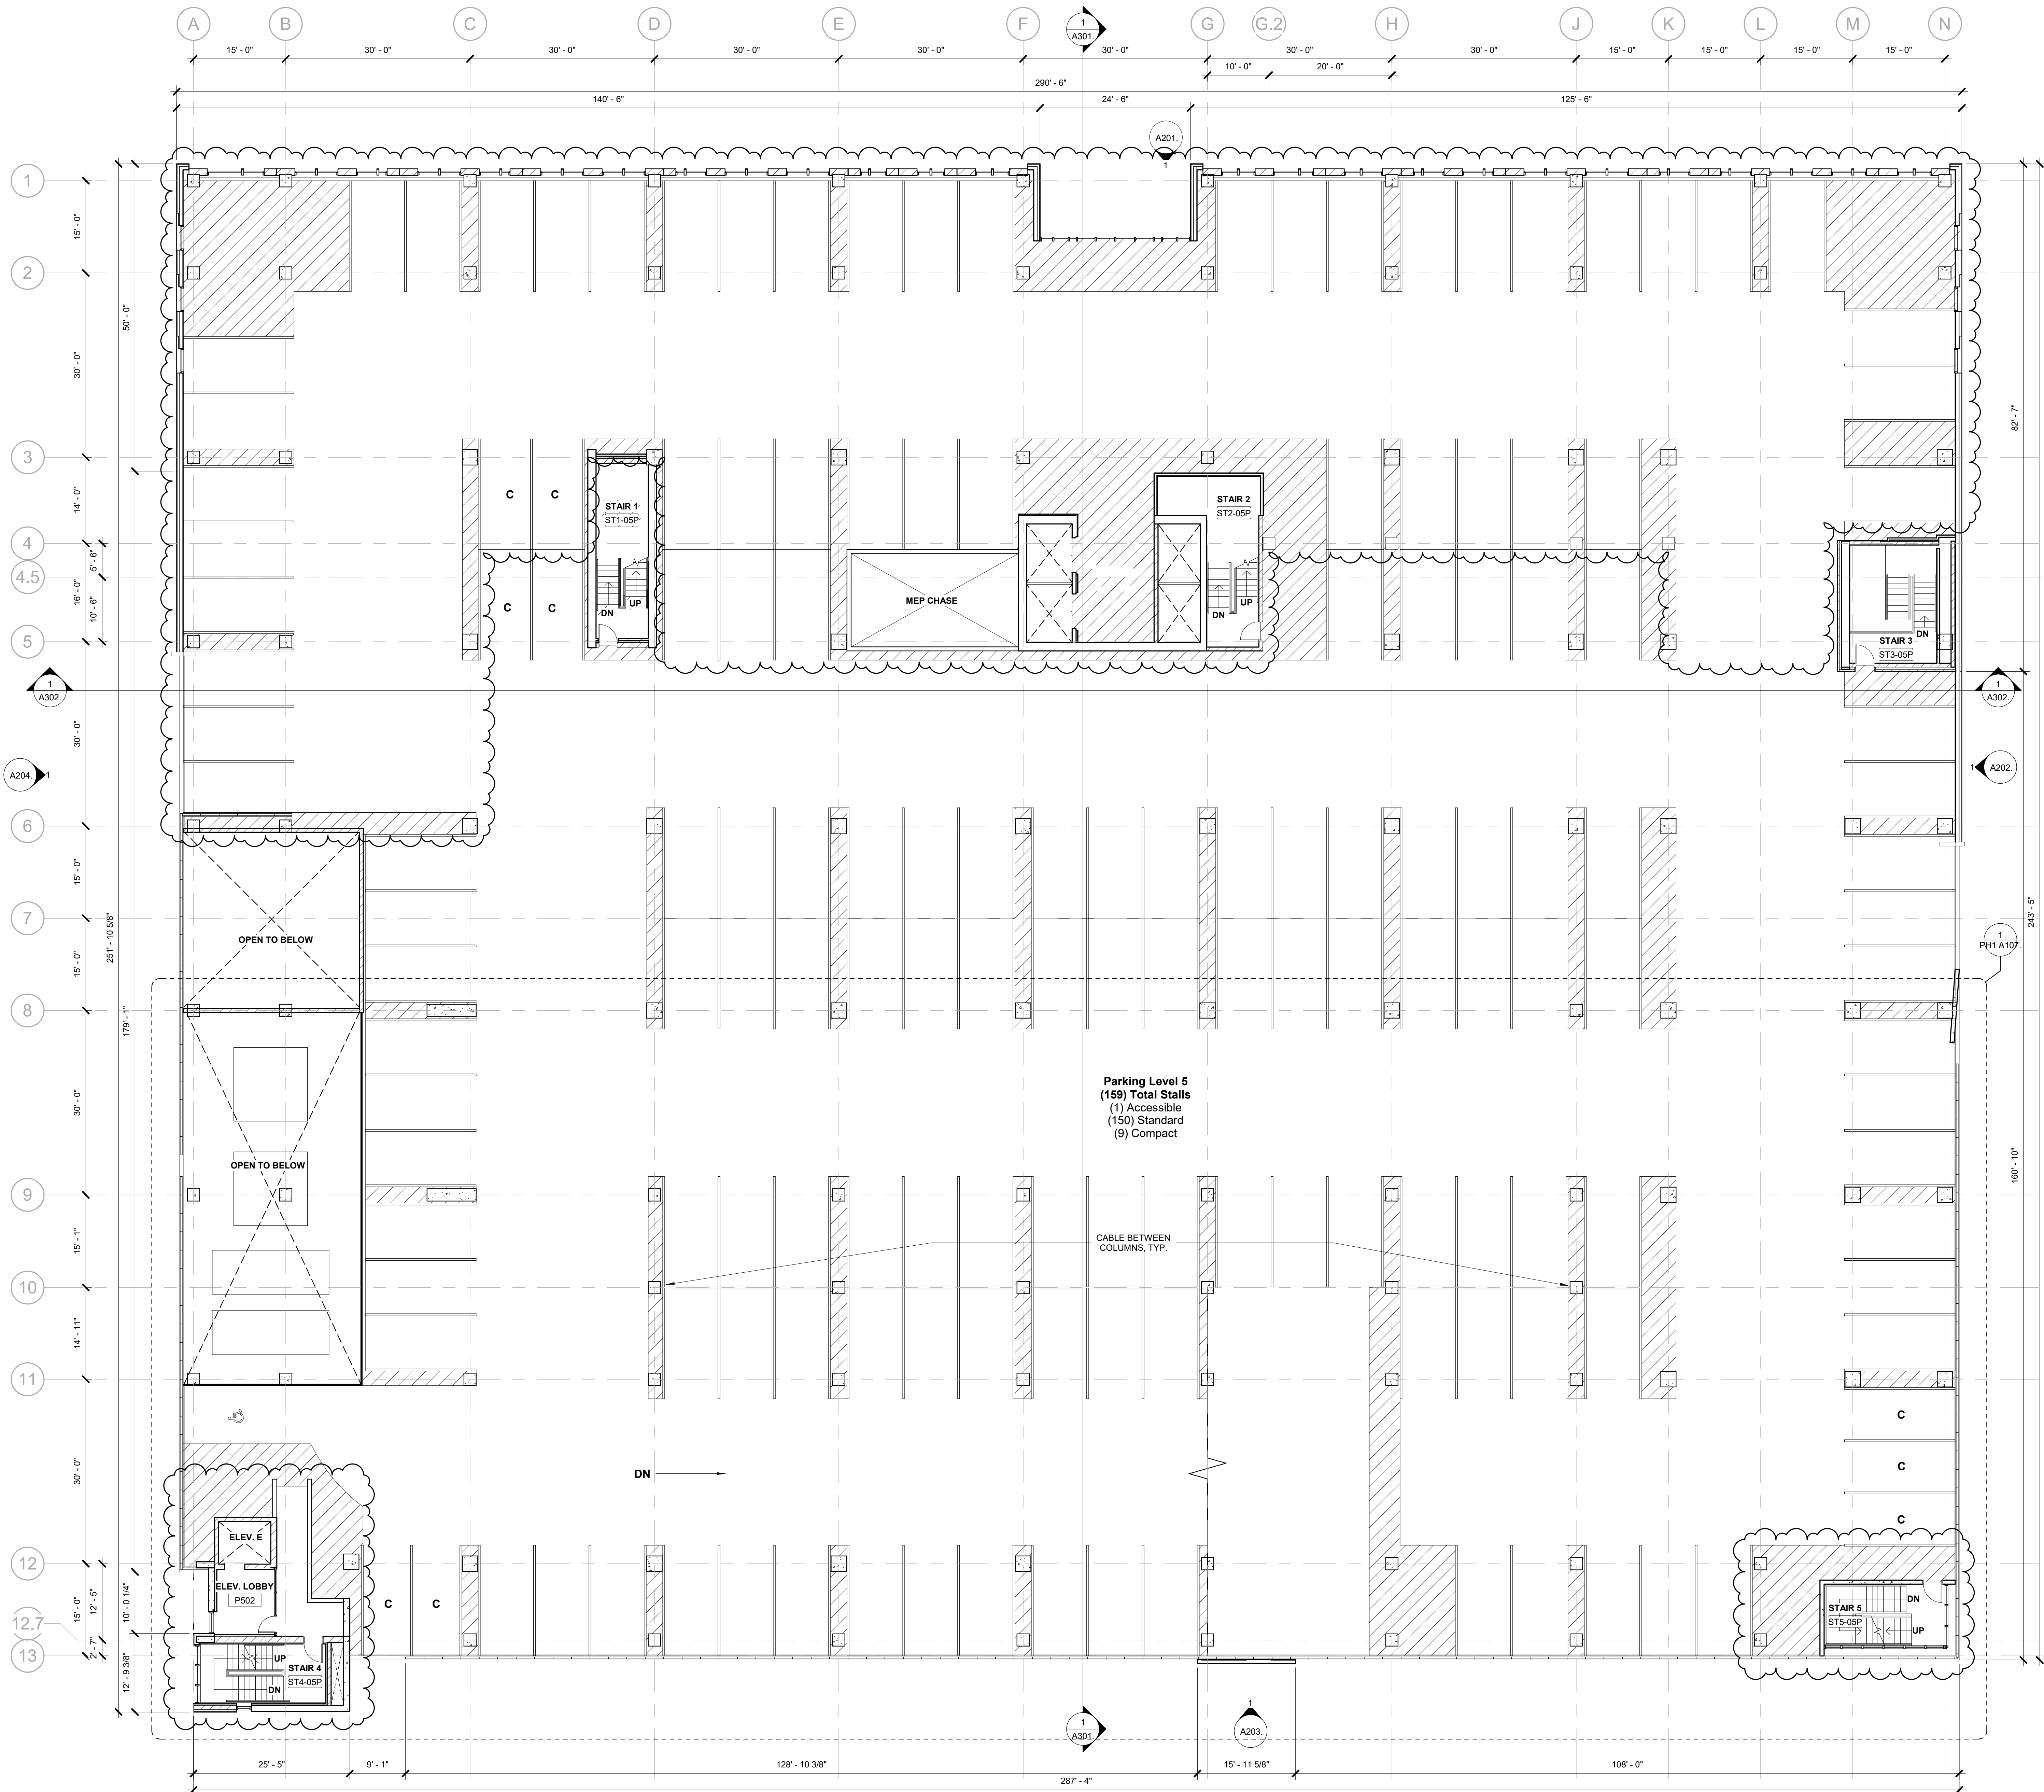 A B C D E F G G.2 H J K L M N
1
A301.
15' - 0" 30' - 0" 30' - 0" 30' - 0" 30' - 0" 30' - 0" 30' - 0" 30' - 0" 15' - 0" 15' - 0" 15' - 0" 15' - 0"
10' - 0" 20' - 0"
290' - 6"
140' - 6" 24' - 6" 125' - 6"
A201.
1
1
15' - 0"
2
50' - 0"
30' - 0"
82' - 7"
3
C C
STAIR 1
ST1-05P
STAIR 2
ST2-05P
14' - 0"
4
5' - 6"
4.5
16' - 0"
10' - 6"
C C
DN UP
MEP CHASE
DN UP
5
STAIR 3
DN
ST3-05P
1
A302.
1
A302.
30' - 0"
A204. 1
1 A202.
6
15' - 0"
7
251' - 10 5/8"
OPEN TO BELOW
243' - 5"
15' - 0"
1
PH1 A107.
8
179' - 1"
30' - 0"
Parking Level 5
(159) Total Stalls
(1) Accessible
(150) Standard
(9) Compact
OPEN TO BELOW
160' - 10"
9
15' - 1"
CABLE BETWEEN
COLUMNS, TYP.
10
14' - 11"
11
C
30' - 0"
DN
C
C
ELEV. E
12
ELEV. LOBBY
P502
C C
15' - 0"
12' - 5"
10' - 0 1/4"
12.7
2' - 7"
13
STAIR 5
ST5-05P
DN
UP
UP
STAIR 4
ST4-05P
DN
12' - 9 3/8"
1
A301.
1
A203.
25' - 5" 9' - 1" 128' - 10 3/8" 15' - 11 5/8" 108' - 0"
287' - 4"